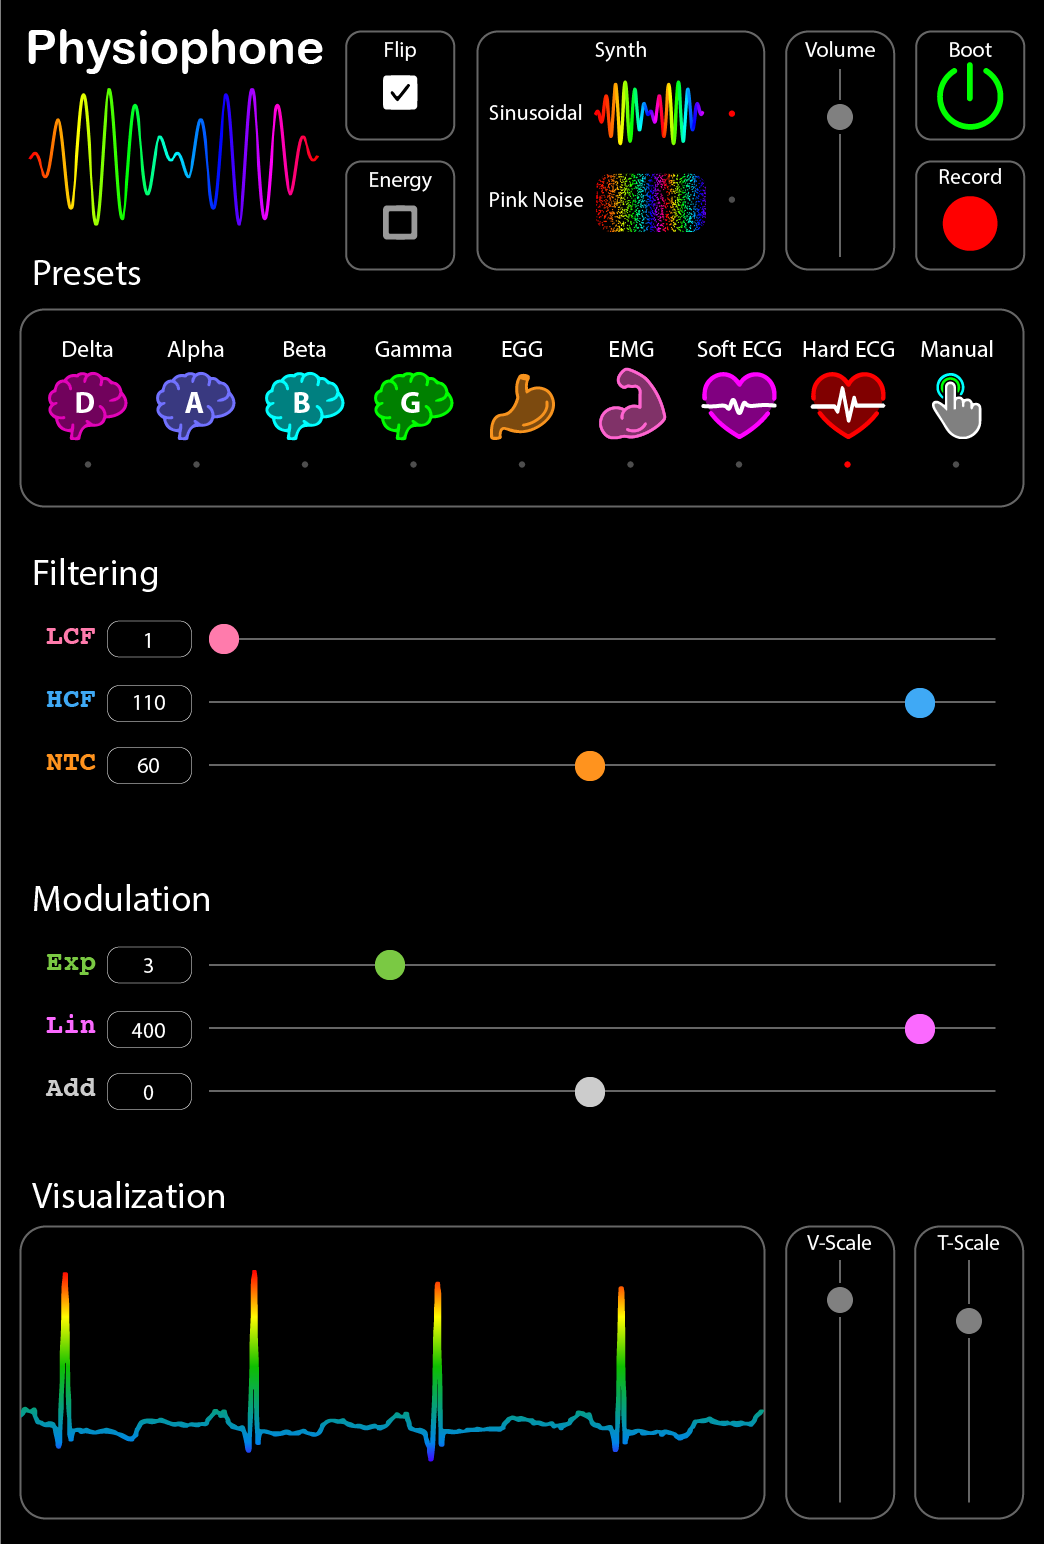 Physiophone
Flip
Energy
Synth
Sinusoidal
Pink Noise
Volume
Boot
Record
Presets
Delta Alpha Beta Gamma EGG EMG Soft ECG Hard ECG Manual
D A B G
Filtering
LCF 1
HCF 110
NTC 60
Modulation
Exp 3
Lin 400
Add 0
Visualization
V-Scale T-Scale